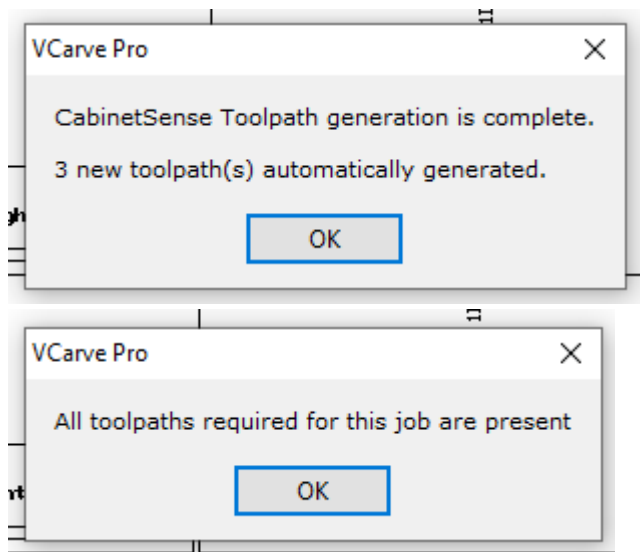 VCarve Pro
CabinetSense Toolpath generation is complete.
3 new toolpath(s) automatically generated.
OK
VCarve Pro
All toolpaths required for this job are present
OK